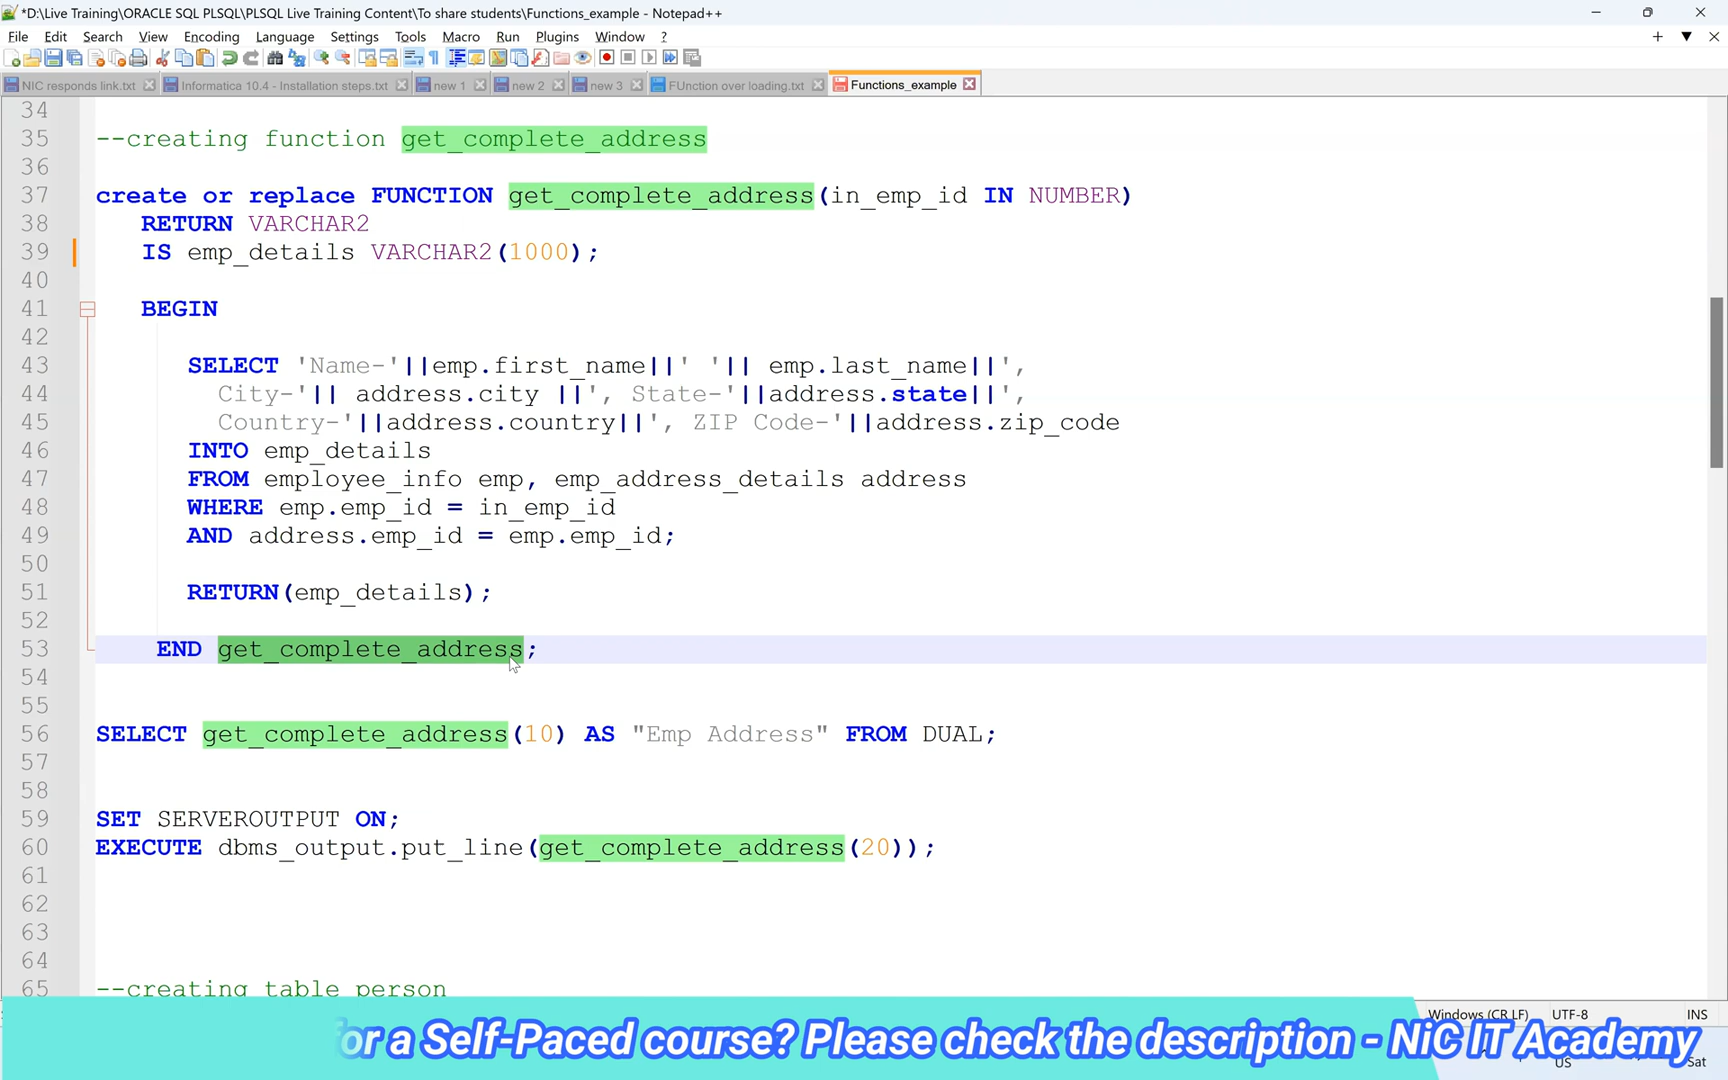 *D:\Live Training\ORACLE SQL PLSQL\PLSQL Live Training Content\To share students\Functions_example - Notepad++
File Edit Search View Encoding Language Settings Tools Macro Run Plugins Window ?
NIC responds link.txt Informatica 10.4 - Installation steps.txt new 1 new 2 new 3 FUnction over loading.txt Functions_example
34
35 --creating function get_complete_address
36
37 create or replace FUNCTION get_complete_address(in_emp_id IN NUMBER)
38 RETURN VARCHAR2
39 IS emp_details VARCHAR2(1000);
40
41 BEGIN
42
43 SELECT 'Name-'||emp.first_name||' '|| emp.last_name||',
44 City-'|| address.city ||', State-'||address.state||',
45 Country-'||address.country||', ZIP Code-'||address.zip_code
46 INTO emp_details
47 FROM employee_info emp, emp_address_details address
48 WHERE emp.emp_id = in_emp_id
49 AND address.emp_id = emp.emp_id;
50
51 RETURN(emp_details);
52
53 END get_complete_address;
54
55
56 SELECT get_complete_address(10) AS "Emp Address" FROM DUAL;
57
58
59 SET SERVEROUTPUT ON;
60 EXECUTE dbms_output.put_line(get_complete_address(20));
61
62
63
64
65 --creating table person
Windows (CR LF) UTF-8 INS
or a Self-Paced course? Please check the description - NiC IT Academy
US Sat